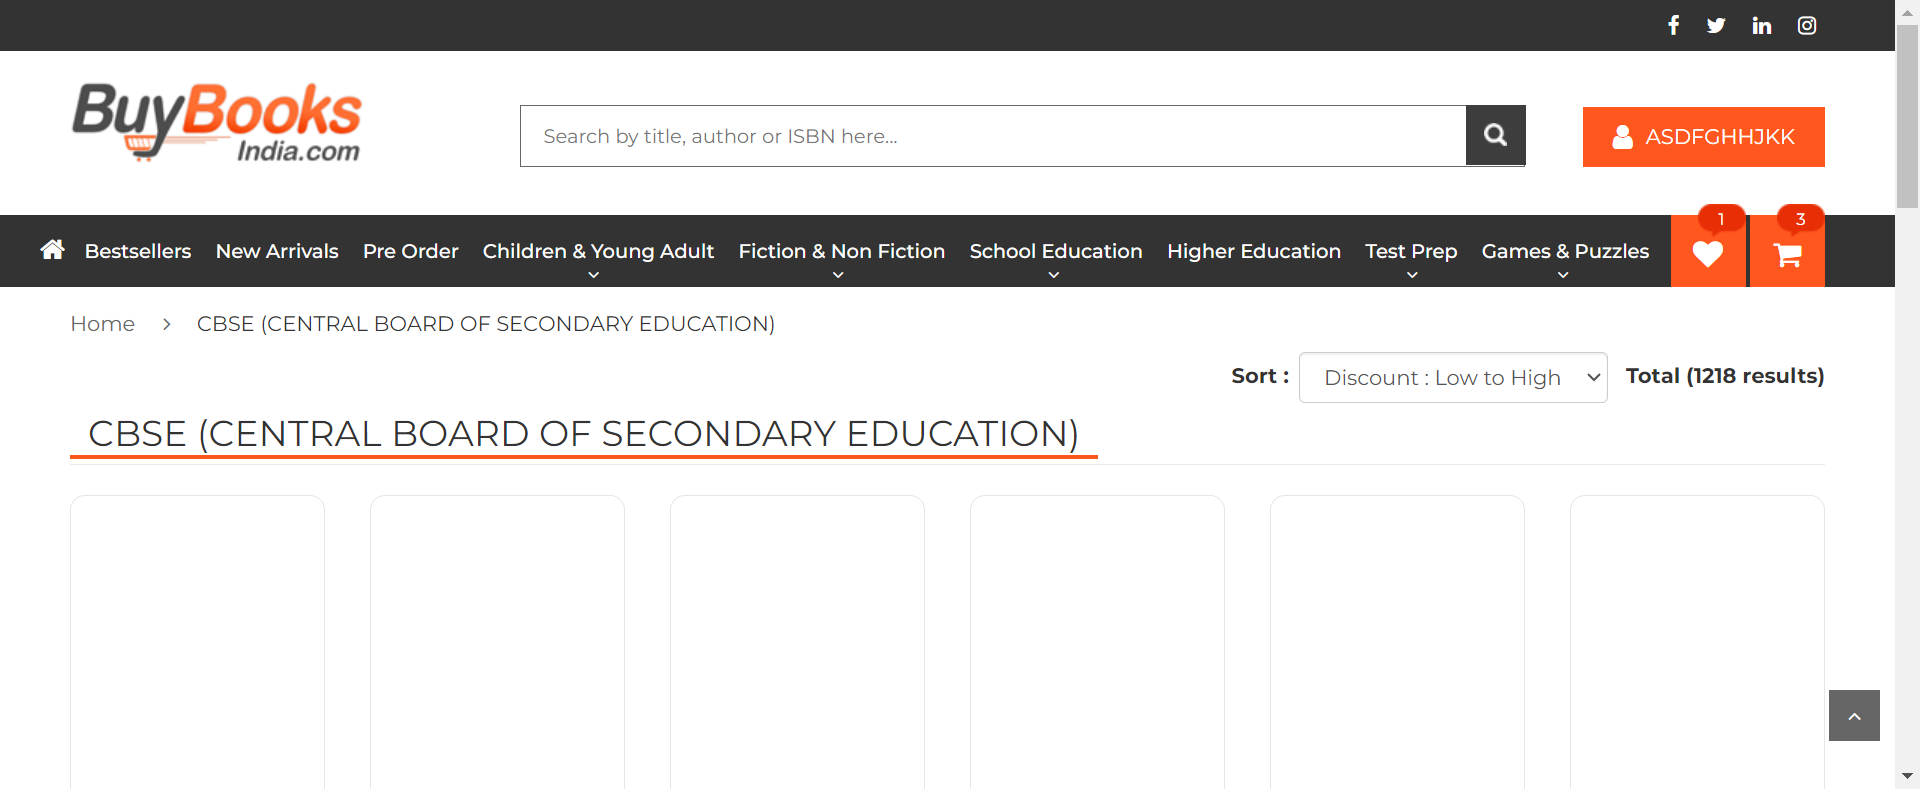 BuyBooks
India.com
Search by title, author or ISBN here...
ASDFGHHJKK
1
3
Bestsellers New Arrivals Pre Order Children & Young Adult Fiction & Non Fiction School Education Higher Education Test Prep Games & Puzzles
Home > CBSE (CENTRAL BOARD OF SECONDARY EDUCATION)
Sort : Discount : Low to High Total (1218 results)
CBSE (CENTRAL BOARD OF SECONDARY EDUCATION)